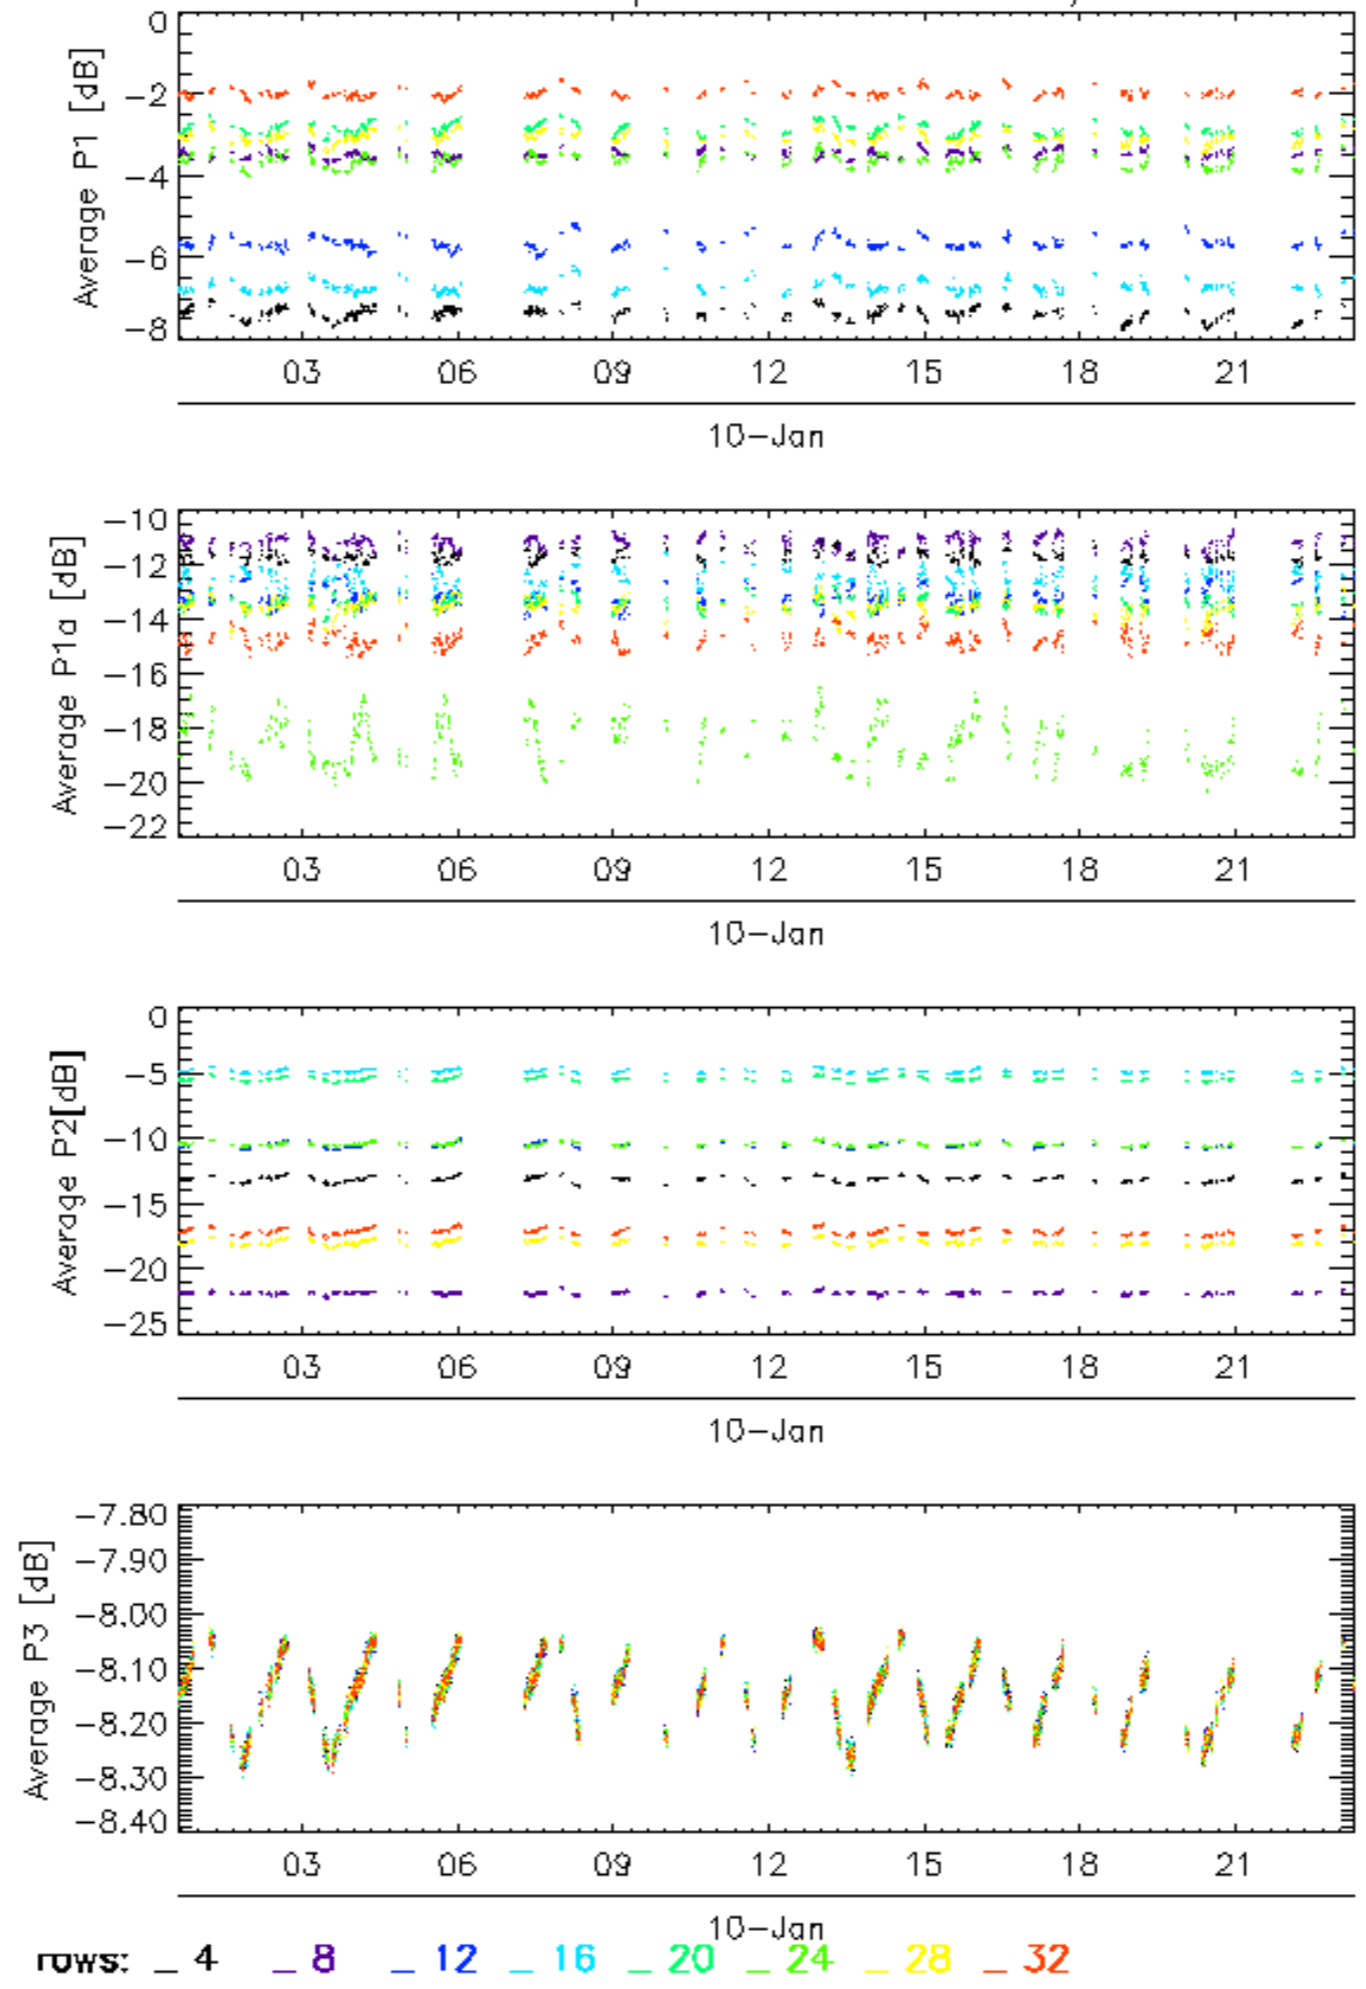 0
-2
-4
-6
-8
Average P1 [dB]
03 06 09 12 15 18 21
10-Jan
-10
-12
-14
-16
-18
-20
-22
Average P1a [dB]
03 06 09 12 15 18 21
10-Jan
0
-5
-10
-15
-20
-25
Average P2[dB]
03 06 09 12 15 18 21
10-Jan
-7.80
-7.90
-8.00
-8.10
-8.20
-8.30
-8.40
Average P3 [dB]
03 06 09 12 15 18 21
10-Jan
rows: _ 4 _ 8 _ 12 _ 16 _ 20 _ 24 _ 28 _ 32